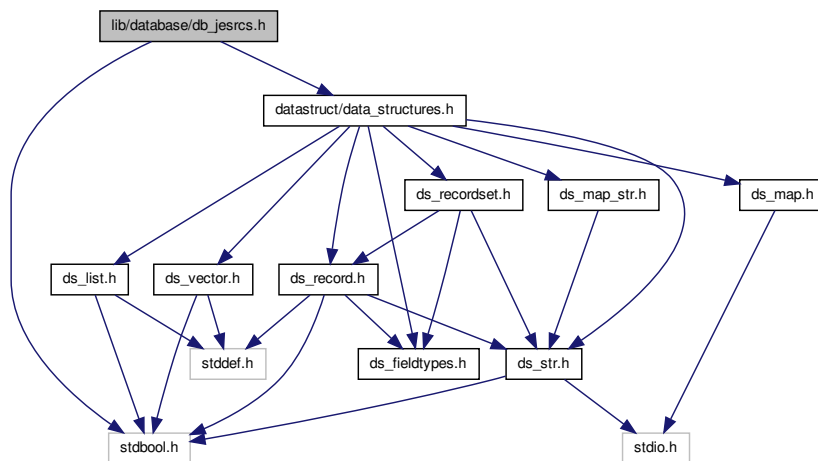 lib/database/db_jesrcs.h
datastruct/data_structures.h
ds_recordset.h
ds_map_str.h
ds_map.h
ds_list.h
ds_vector.h
ds_record.h
stddef.h
ds_fieldtypes.h
ds_str.h
stdbool.h
stdio.h